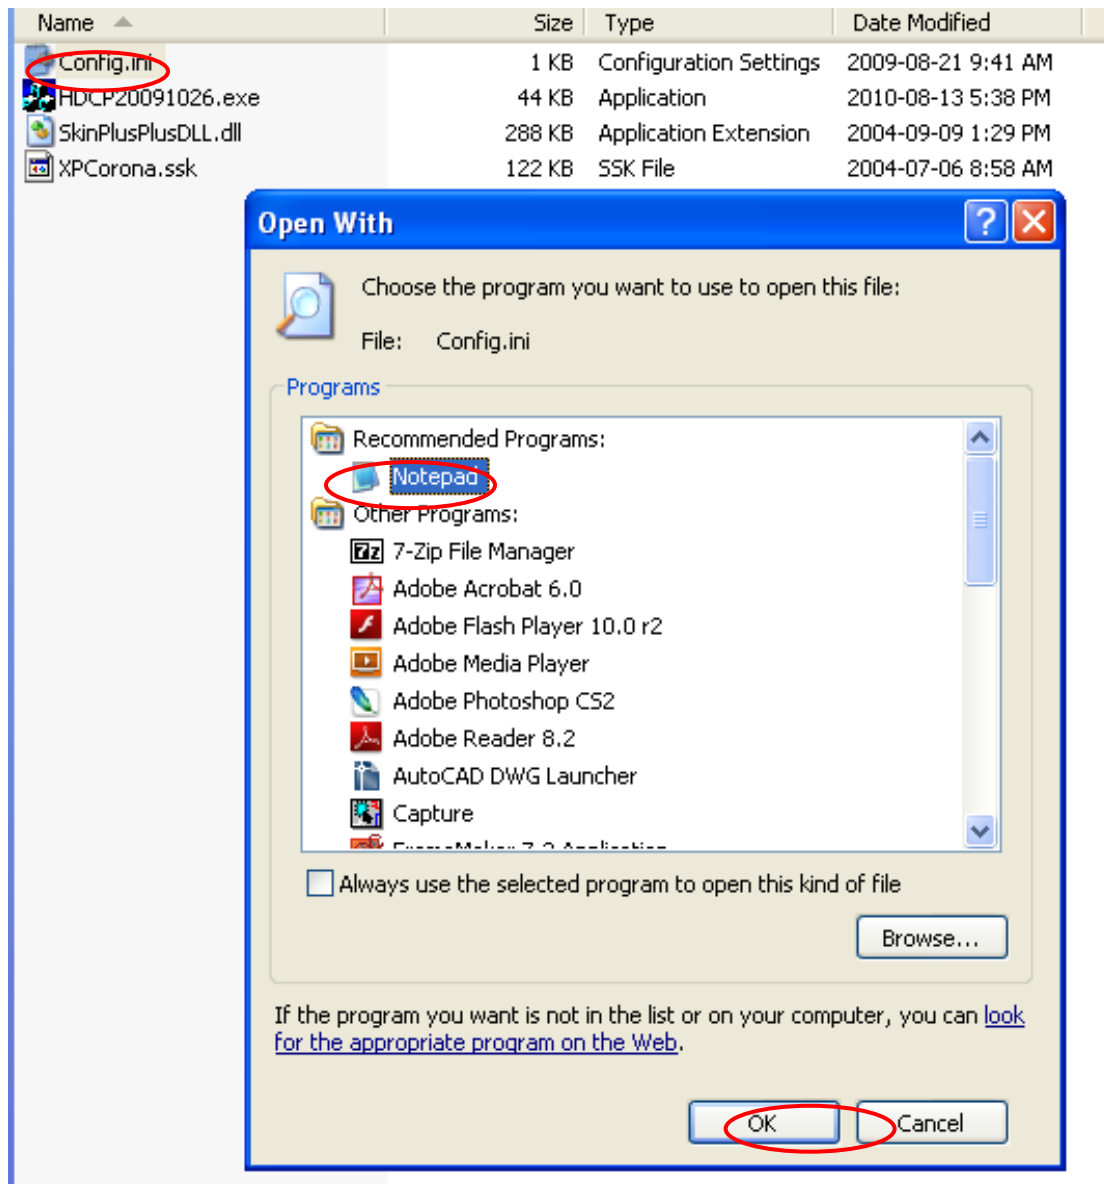 Name Size Type Date Modified
Config.ini 1 KB Configuration Settings 2009-08-21 9:41 AM
HDCP20091026.exe 44 KB Application 2010-08-13 5:38 PM
SkinPlusPlusDLL.dll 288 KB Application Extension 2004-09-09 1:29 PM
XPCorona.ssk 122 KB SSK File 2004-07-06 8:58 AM
Open With
Choose the program you want to use to open this file:
File: Config.ini
Programs
Recommended Programs:
Notepad
Other Programs:
7-Zip File Manager
Adobe Acrobat 6.0
Adobe Flash Player 10.0 r2
Adobe Media Player
Adobe Photoshop CS2
Adobe Reader 8.2
AutoCAD DWG Launcher
Capture
FrameMaker 7.2 Application
Always use the selected program to open this kind of file
Browse...
If the program you want is not in the list or on your computer, you can look
for the appropriate program on the Web.
OK Cancel